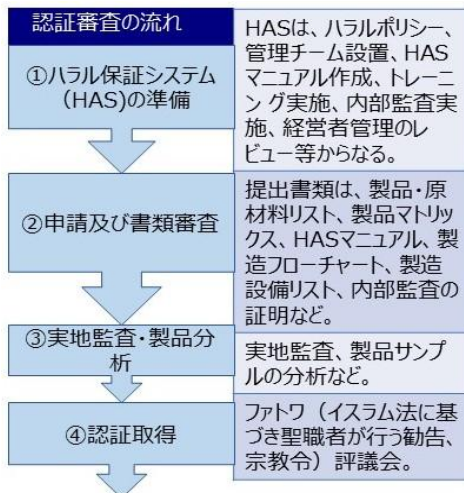 認証審査の流れ
①ハラル保証システム
（HAS)の準備
HASは、ハラルポリシー、
管理チーム設置、HAS
マニュアル作成、トレーニ
ング実施、内部監査実
施、経営者管理のレ
ビュー等からなる。
②申請及び書類審査
提出書類は、製品・原
材料リスト、製品マトリッ
クス、HASマニュアル、製
造フローチャート、製造
設備リスト、内部監査の
証明など。
③実地監査・製品分
析
実地監査、製品サンプ
ルの分析など。
④認証取得
ファトワ（イスラム法に基
づき聖職者が行う勧告、
宗教令）評議会。